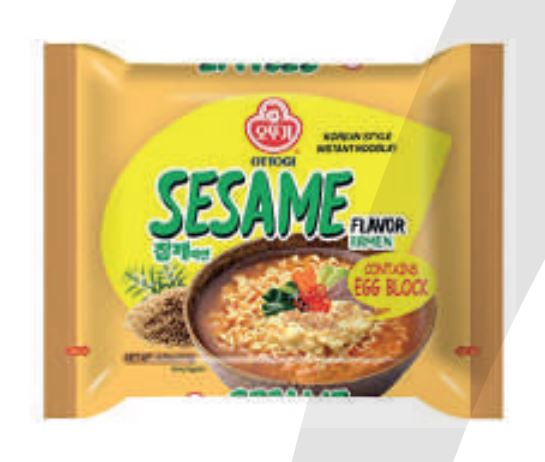 오뚜기
OTTOGI
KOREAN STYLE
INSTANT NOODLE!
SESAME
FLAVOR
RAMEN
참깨라면
CONTAINS
EGG BLOCK